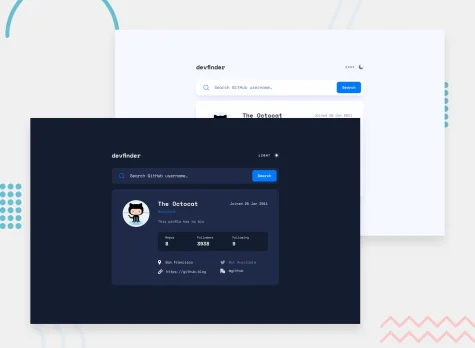 devfinder
DARK
Search GitHub username…
Search
The Octocat
Joined 25 Jan 2011
devfinder
LIGHT
Search GitHub username…
Search
The Octocat
Joined 25 Jan 2011
@octocat
This profile has no bio
Repos Followers Following
8 3938 9
San Francisco
Not Available
https://github.blog
@github